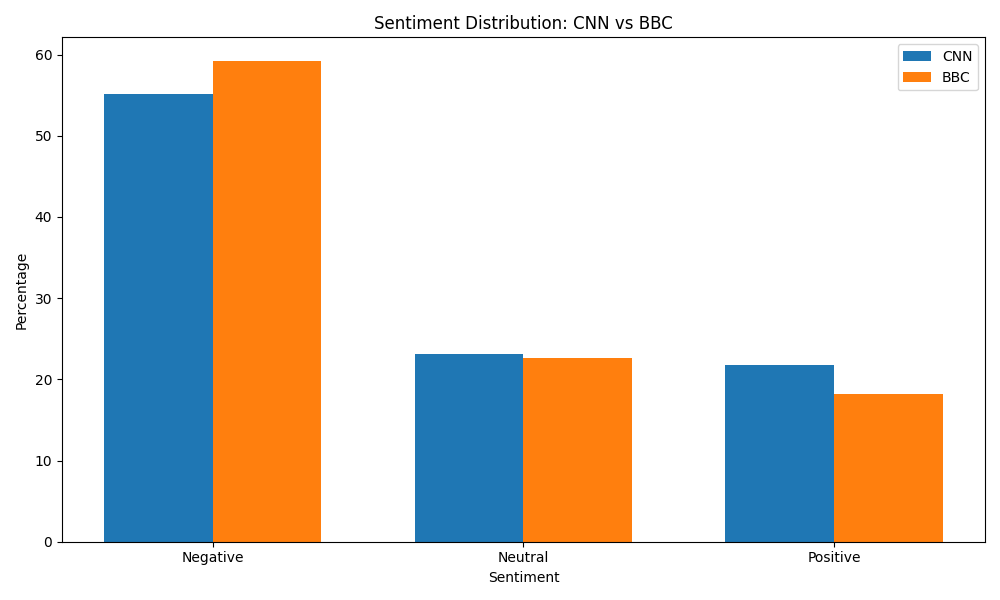 Sentiment Distribution: CNN vs BBC
CNN
BBC
60
50
40
30
20
10
0
Percentage
Negative
Neutral
Positive
Sentiment